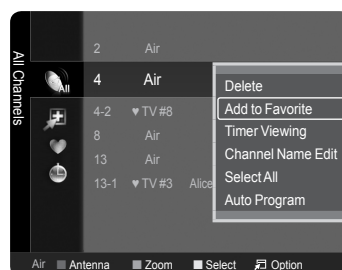 All Channels
2 Air
All
4 Air
4-2 ♥ TV #8
8 Air
13 Air
13-1 ♥ TV #3 Alice
Delete
Add to Favorite
Timer Viewing
Channel Name Edit
Select All
Auto Program
Air Antenna Zoom Select Option